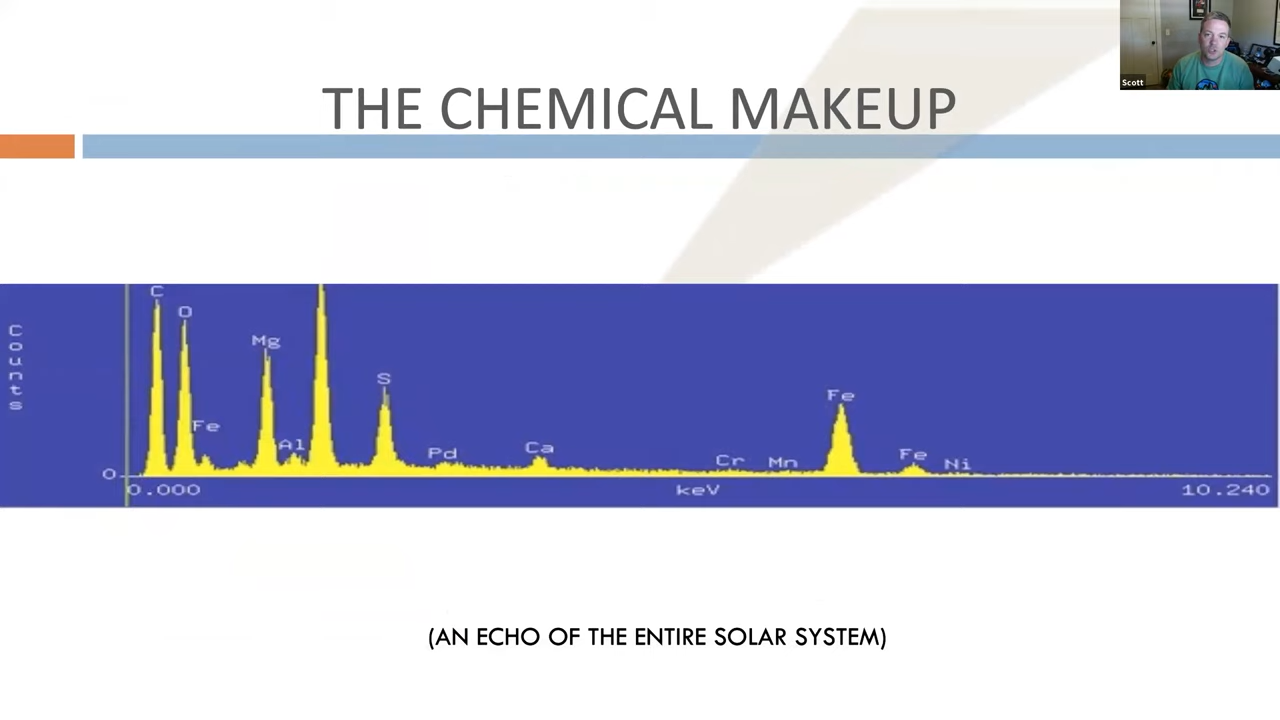 Scott
THE CHEMICAL MAKEUP
Counts
C
O
Mg
Fe
Al
S
Pd
Ca
Cr
Mn
Fe
Fe
Ni
0
0.000
keV
10.240
(AN ECHO OF THE ENTIRE SOLAR SYSTEM)